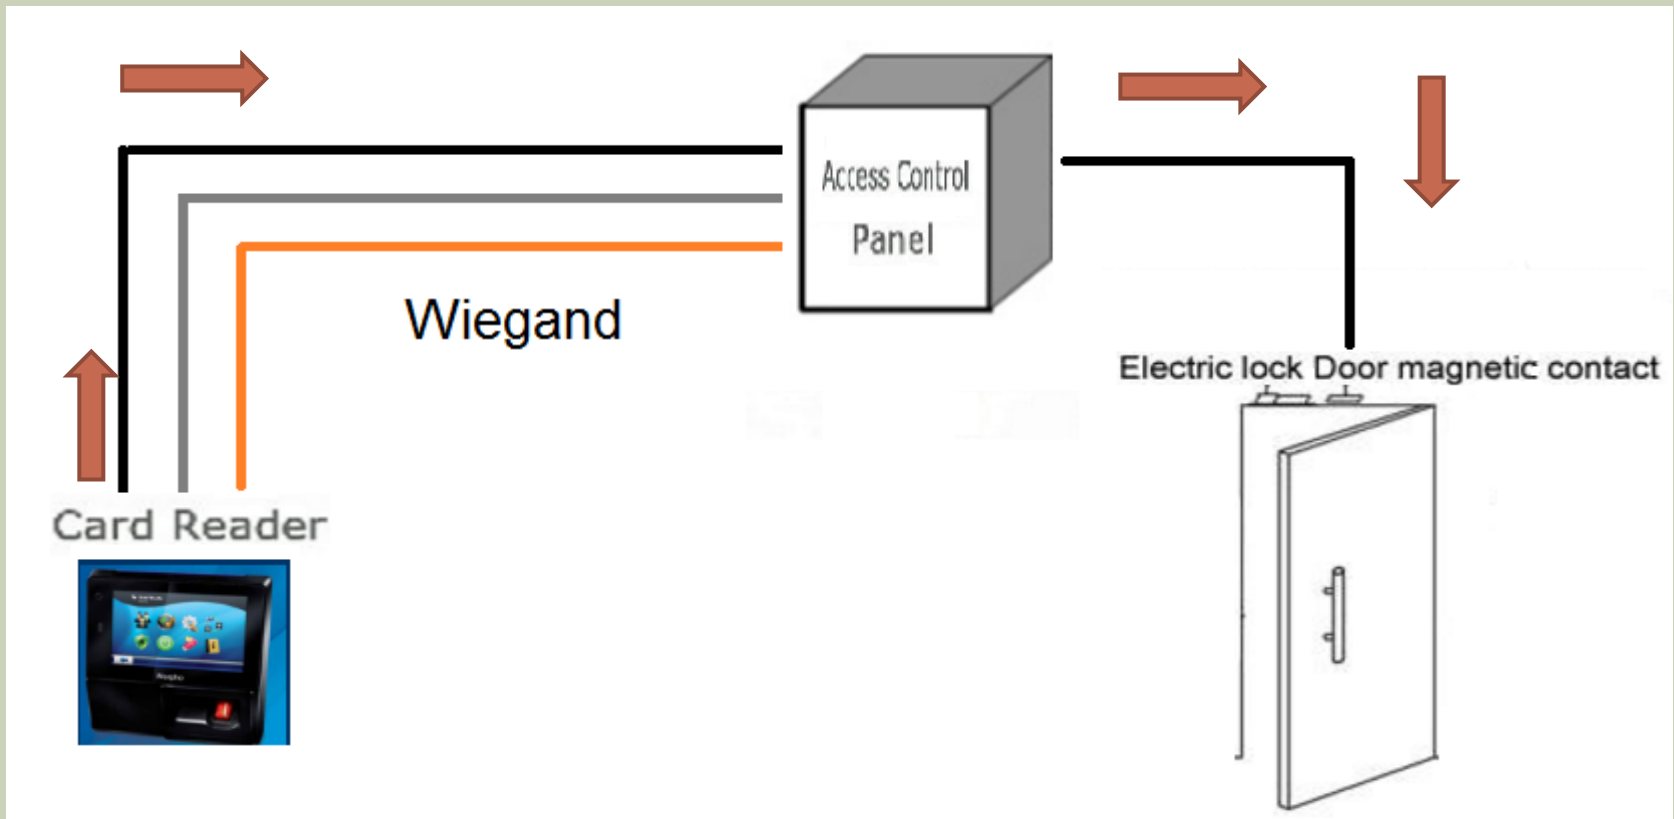 Access Control
Panel
Wiegand
Electric lock Door magnetic contact
Card Reader